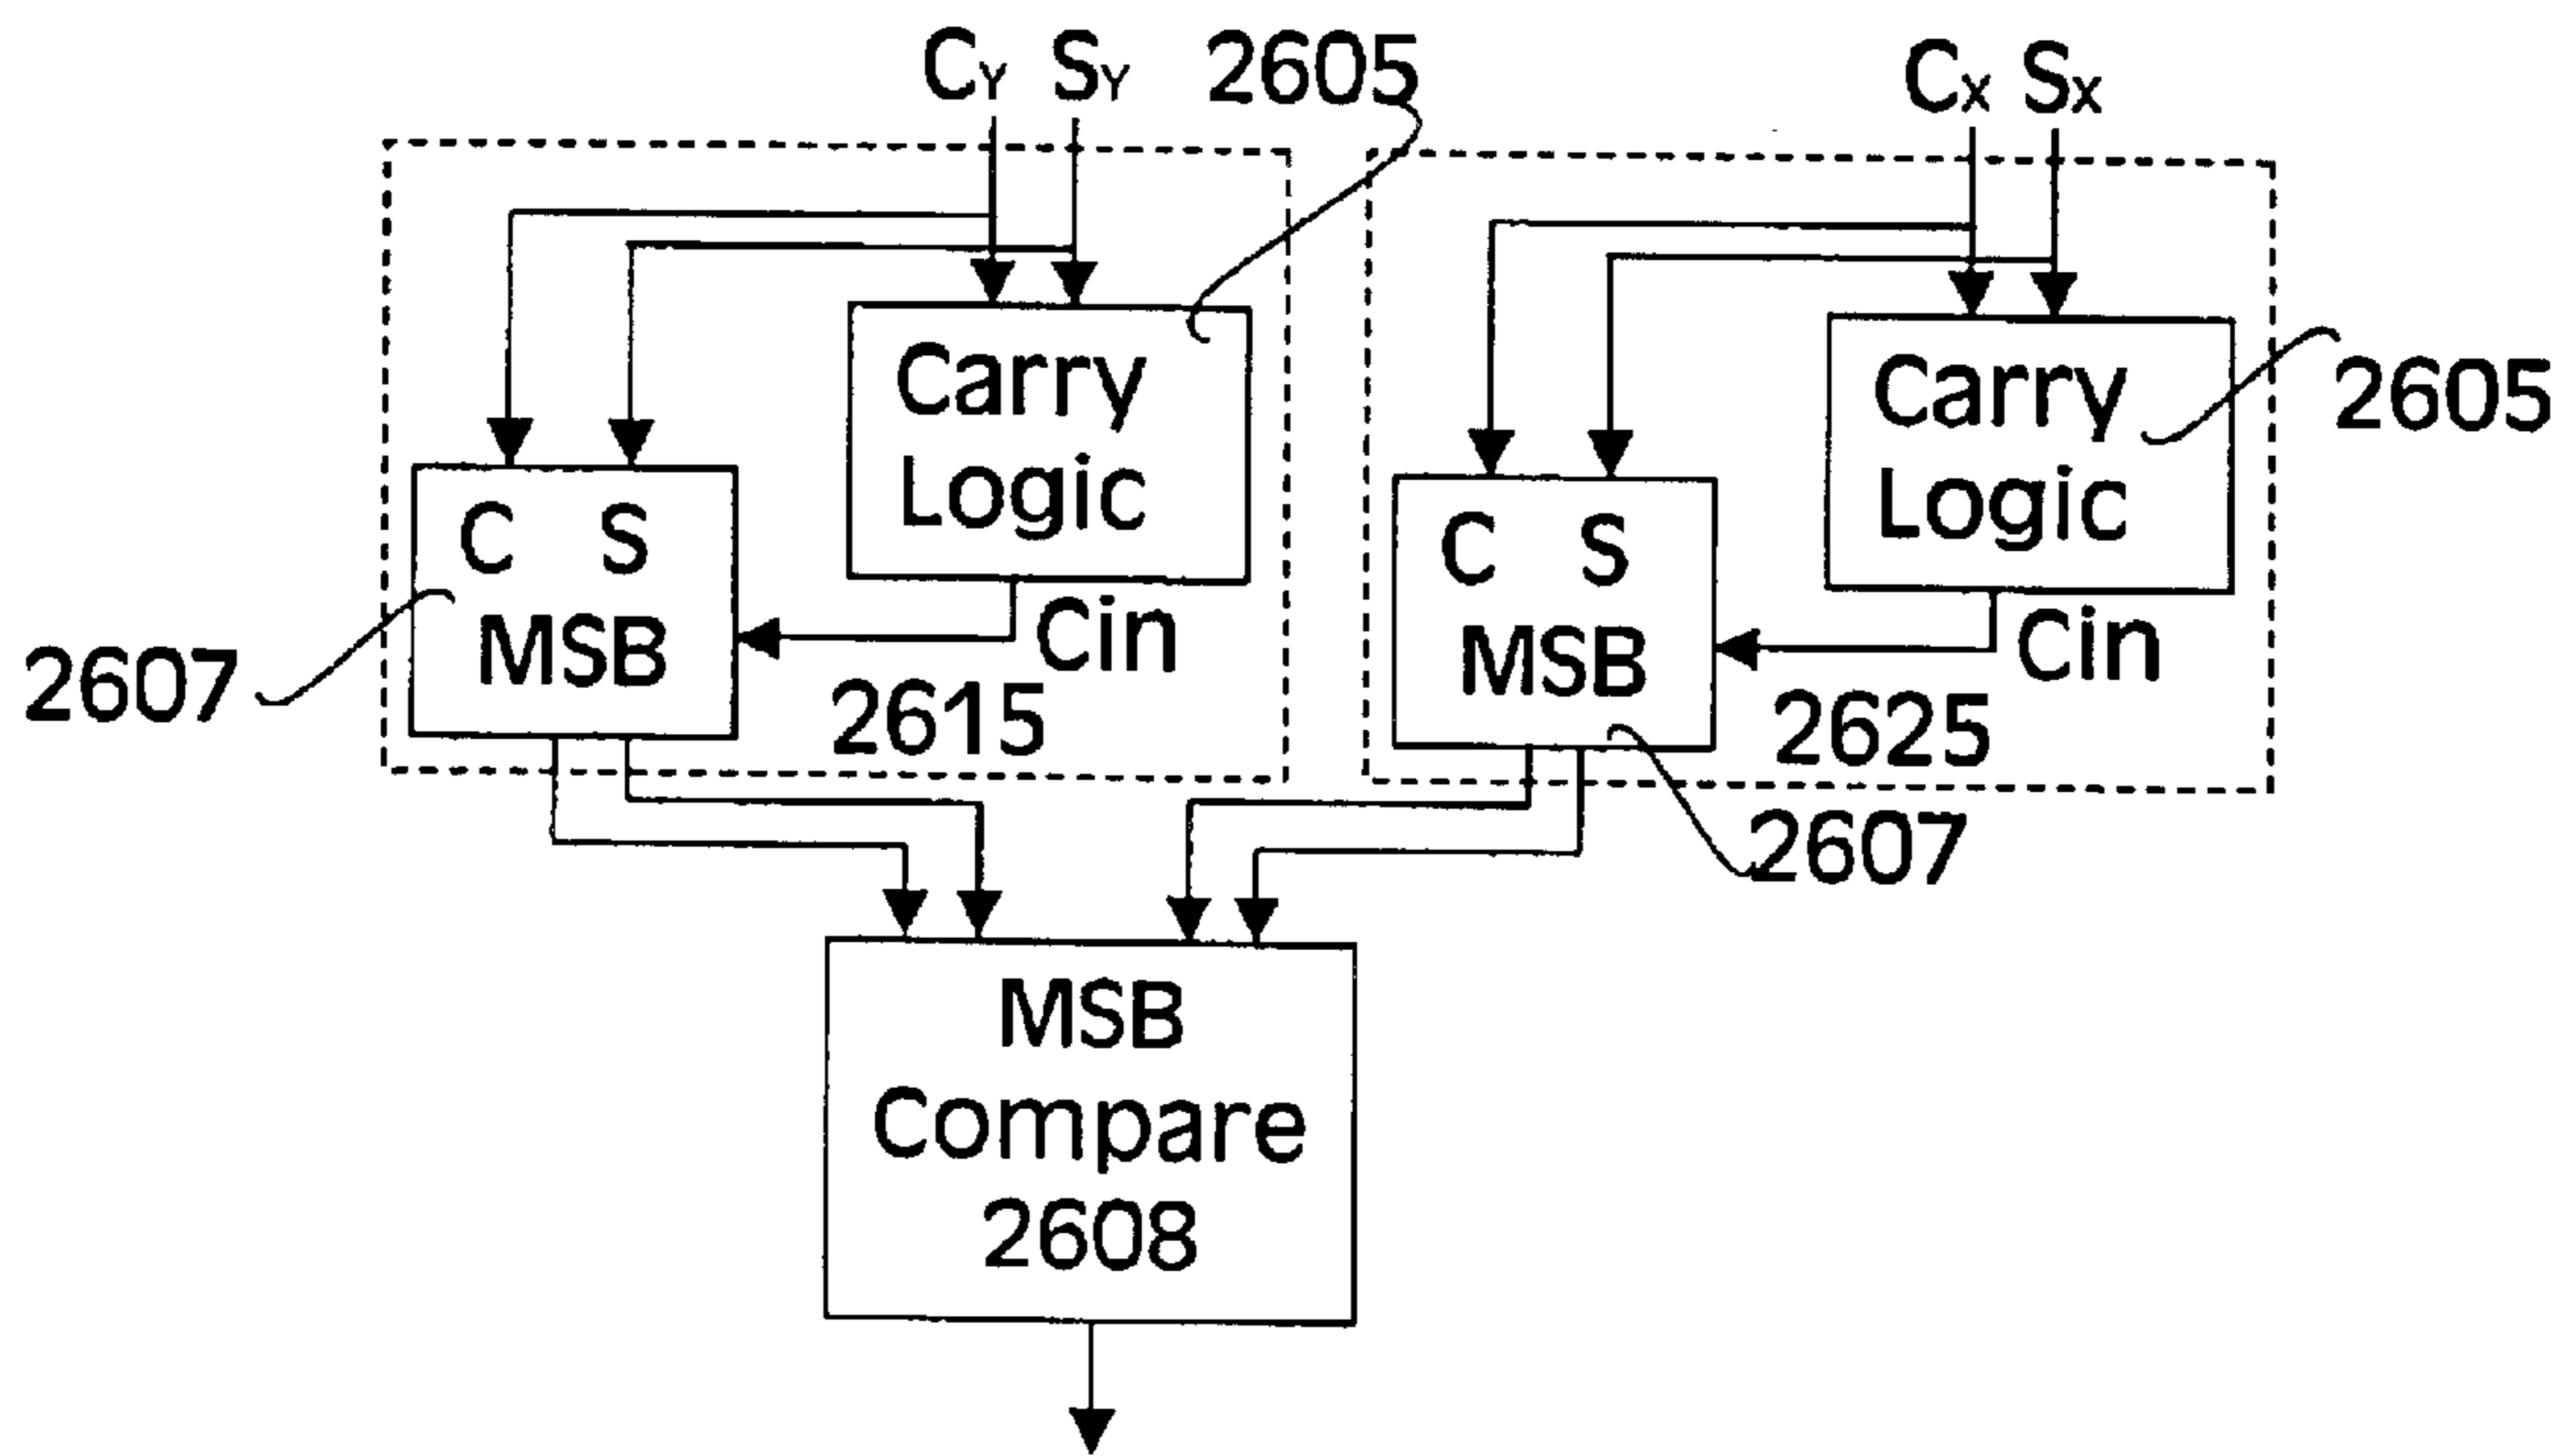 CY SY 2605
CX SX
Carry
Logic
Carry
Logic
2605
C S
MSB
C S
MSB
Cin
Cin
2607
2615
2625
2607
MSB
Compare
2608